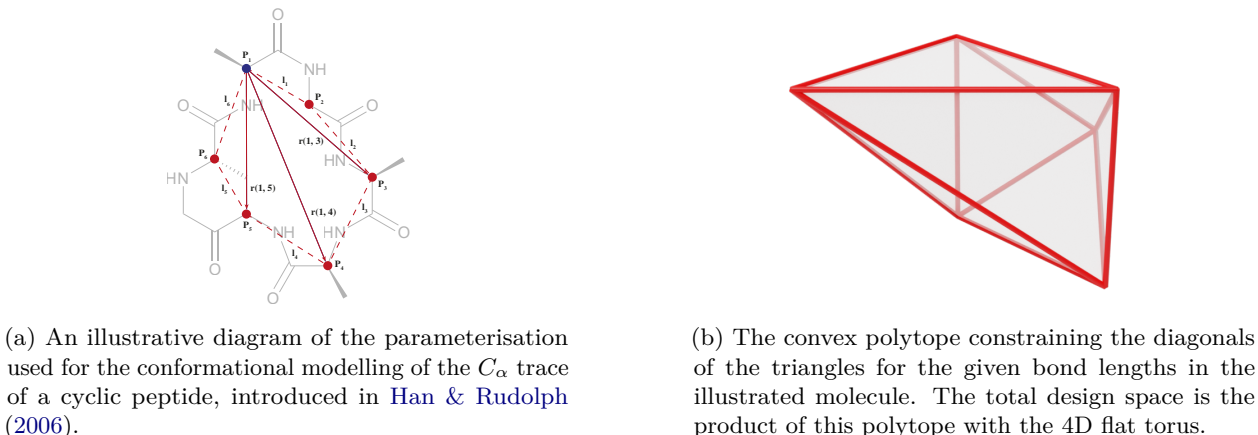 O
P₁
NH
l₁
l₆
P₂
O
NH
O
l₂
r(1, 3)
HN
P₆
P₃
HN
l₅
r(1, 5)
l₃
r(1, 4)
P₅
NH
HN
O
l₄
P₄
O
O
(a) An illustrative diagram of the parameterisation
used for the conformational modelling of the Cα trace
of a cyclic peptide, introduced in Han & Rudolph
(2006).
(b) The convex polytope constraining the diagonals
of the triangles for the given bond lengths in the
illustrated molecule. The total design space is the
product of this polytope with the 4D flat torus.